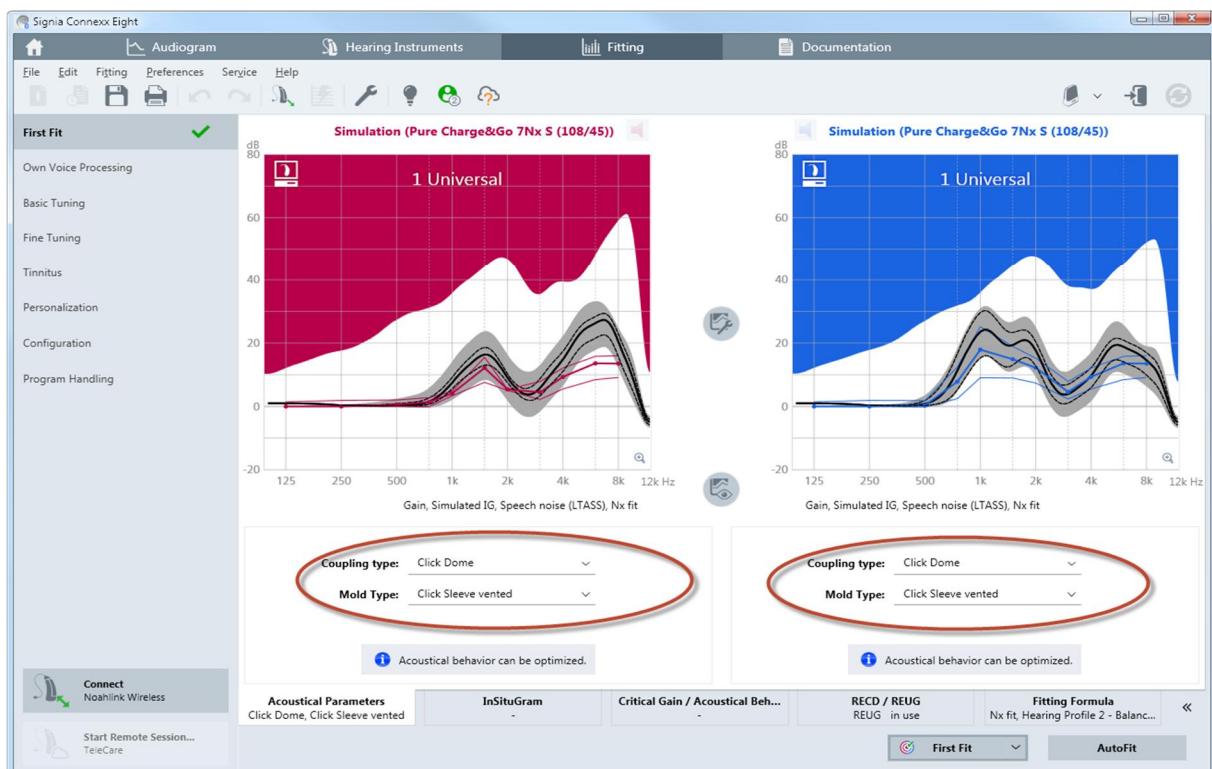 Signia Connexx Eight
Audiogram Hearing Instruments Fitting Documentation
File Edit Fitting Preferences Service Help
2
First Fit
Own Voice Processing
Basic Tuning
Fine Tuning
Tinnitus
Personalization
Configuration
Program Handling
Connect
Noahlink Wireless
Start Remote Session...
TeleCare
Simulation (Pure Charge&Go 7Nx S (108/45))
dB
80
60
40
20
0
-20
1 Universal
125 250 500 1k 2k 4k 8k 12k Hz
Gain, Simulated IG, Speech noise (LTASS), Nx fit
Coupling type: Click Dome
Mold Type: Click Sleeve vented
Acoustical behavior can be optimized.
Simulation (Pure Charge&Go 7Nx S (108/45))
dB
80
60
40
20
0
-20
1 Universal
125 250 500 1k 2k 4k 8k 12k Hz
Gain, Simulated IG, Speech noise (LTASS), Nx fit
Coupling type: Click Dome
Mold Type: Click Sleeve vented
Acoustical behavior can be optimized.
Acoustical Parameters
Click Dome, Click Sleeve vented
InSituGram
-
Critical Gain / Acoustical Beh...
-
RECD / REUG
REUG in use
Fitting Formula
Nx fit, Hearing Profile 2 - Balanc...
First Fit
AutoFit